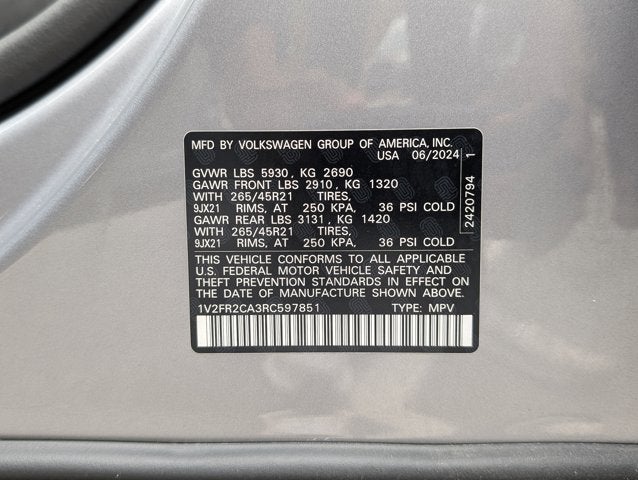 MFD BY VOLKSWAGEN GROUP OF AMERICA, INC.
USA 06/2024
GVWR LBS 5930, KG 2690
GAWR FRONT LBS 2910, KG 1320
WITH 265/45R21 TIRES,
9JX21 RIMS, AT 250 KPA, 36 PSI COLD
GAWR REAR LBS 3131, KG 1420
WITH 265/45R21 TIRES,
9JX21 RIMS, AT 250 KPA, 36 PSI COLD
2420794 1
THIS VEHICLE CONFORMS TO ALL APPLICABLE
U.S. FEDERAL MOTOR VEHICLE SAFETY AND
THEFT PREVENTION STANDARDS IN EFFECT ON
THE DATE OF MANUFACTURE SHOWN ABOVE.
1V2FR2CA3RC597851 TYPE: MPV